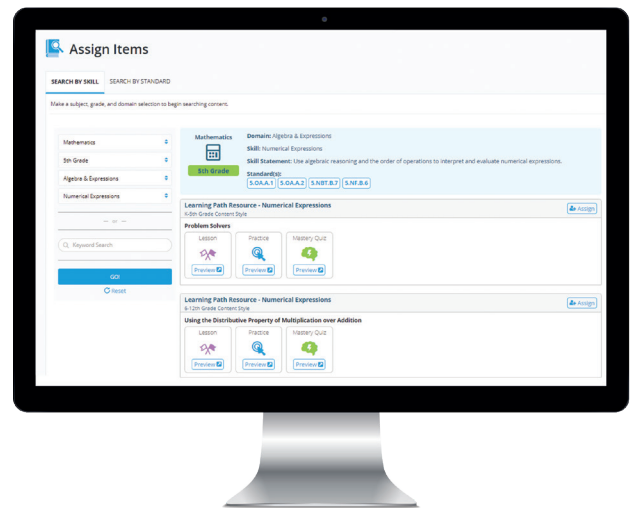 Assign Items
SEARCH BY SKILL SEARCH BY STANDARD
Make a subject, grade, and domain selection to begin searching content.
Mathematics
5th Grade
Algebra & Expressions
Numerical Expressions
— or —
Keyword Search
GO!
Reset
Mathematics
5th Grade
Domain: Algebra & Expressions
Skill: Numerical Expressions
Skill Statement: Use algebraic reasoning and the order of operations to interpret and evaluate numerical expressions.
Standard(s):
5.OA.A.1 5.OA.A.2 5.NBT.B.7 5.NF.B.6
Learning Path Resource - Numerical Expressions
K-5th Grade Content Style
Assign
Problem Solvers
Lesson Practice Mastery Quiz
Preview Preview Preview
Learning Path Resource - Numerical Expressions
6-12th Grade Content Style
Assign
Using the Distributive Property of Multiplication over Addition
Lesson Practice Mastery Quiz
Preview Preview Preview